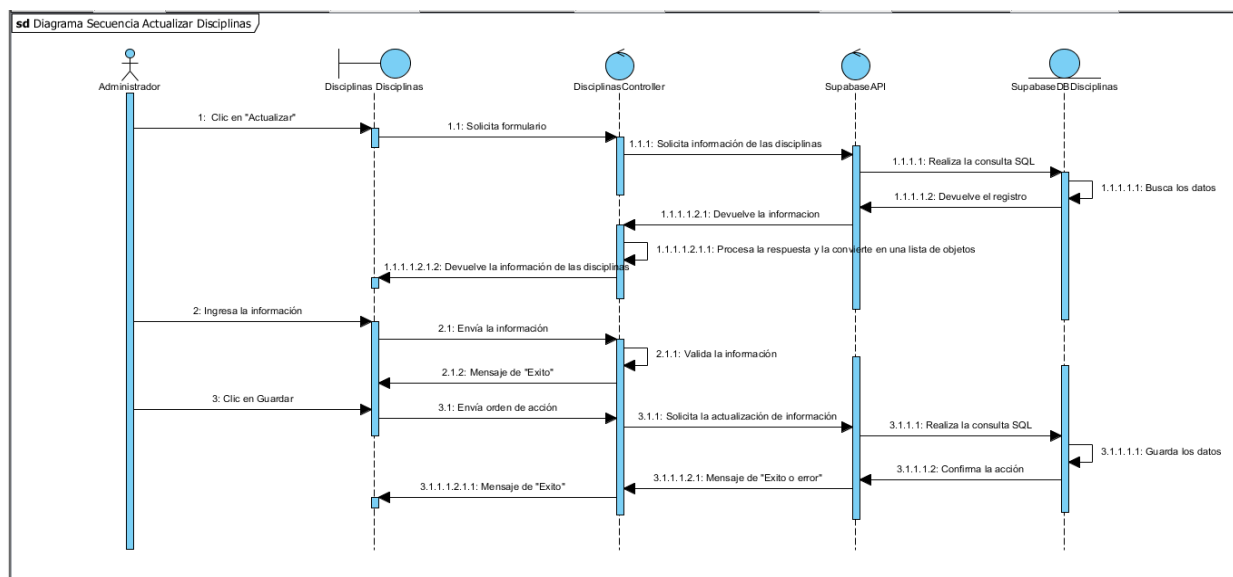 sd Diagrama Secuencia Actualizar Disciplinas
Administrador
Disciplinas Disciplinas
DisciplinasController
SupabaseAPI
SupabaseDBDisciplinas
1: Clic en "Actualizar"
1.1: Solicita formulario
1.1.1: Solicita información de las disciplinas
1.1.1.1: Realiza la consulta SQL
1.1.1.1.1: Busca los datos
1.1.1.1.2: Devuelve el registro
1.1.1.1.2.1: Devuelve la informacion
1.1.1.1.2.1.1: Procesa la respuesta y la convierte en una lista de objetos
1.1.1.1.2.1.2: Devuelve la información de las disciplinas
2: Ingresa la información
2.1: Envía la información
2.1.1: Valida la información
2.1.2: Mensaje de "Exito"
3: Clic en Guardar
3.1: Envía orden de acción
3.1.1: Solicita la actualización de información
3.1.1.1: Realiza la consulta SQL
3.1.1.1.1: Guarda los datos
3.1.1.1.2: Confirma la acción
3.1.1.1.2.1: Mensaje de "Exito o error"
3.1.1.1.2.1.1: Mensaje de "Exito"